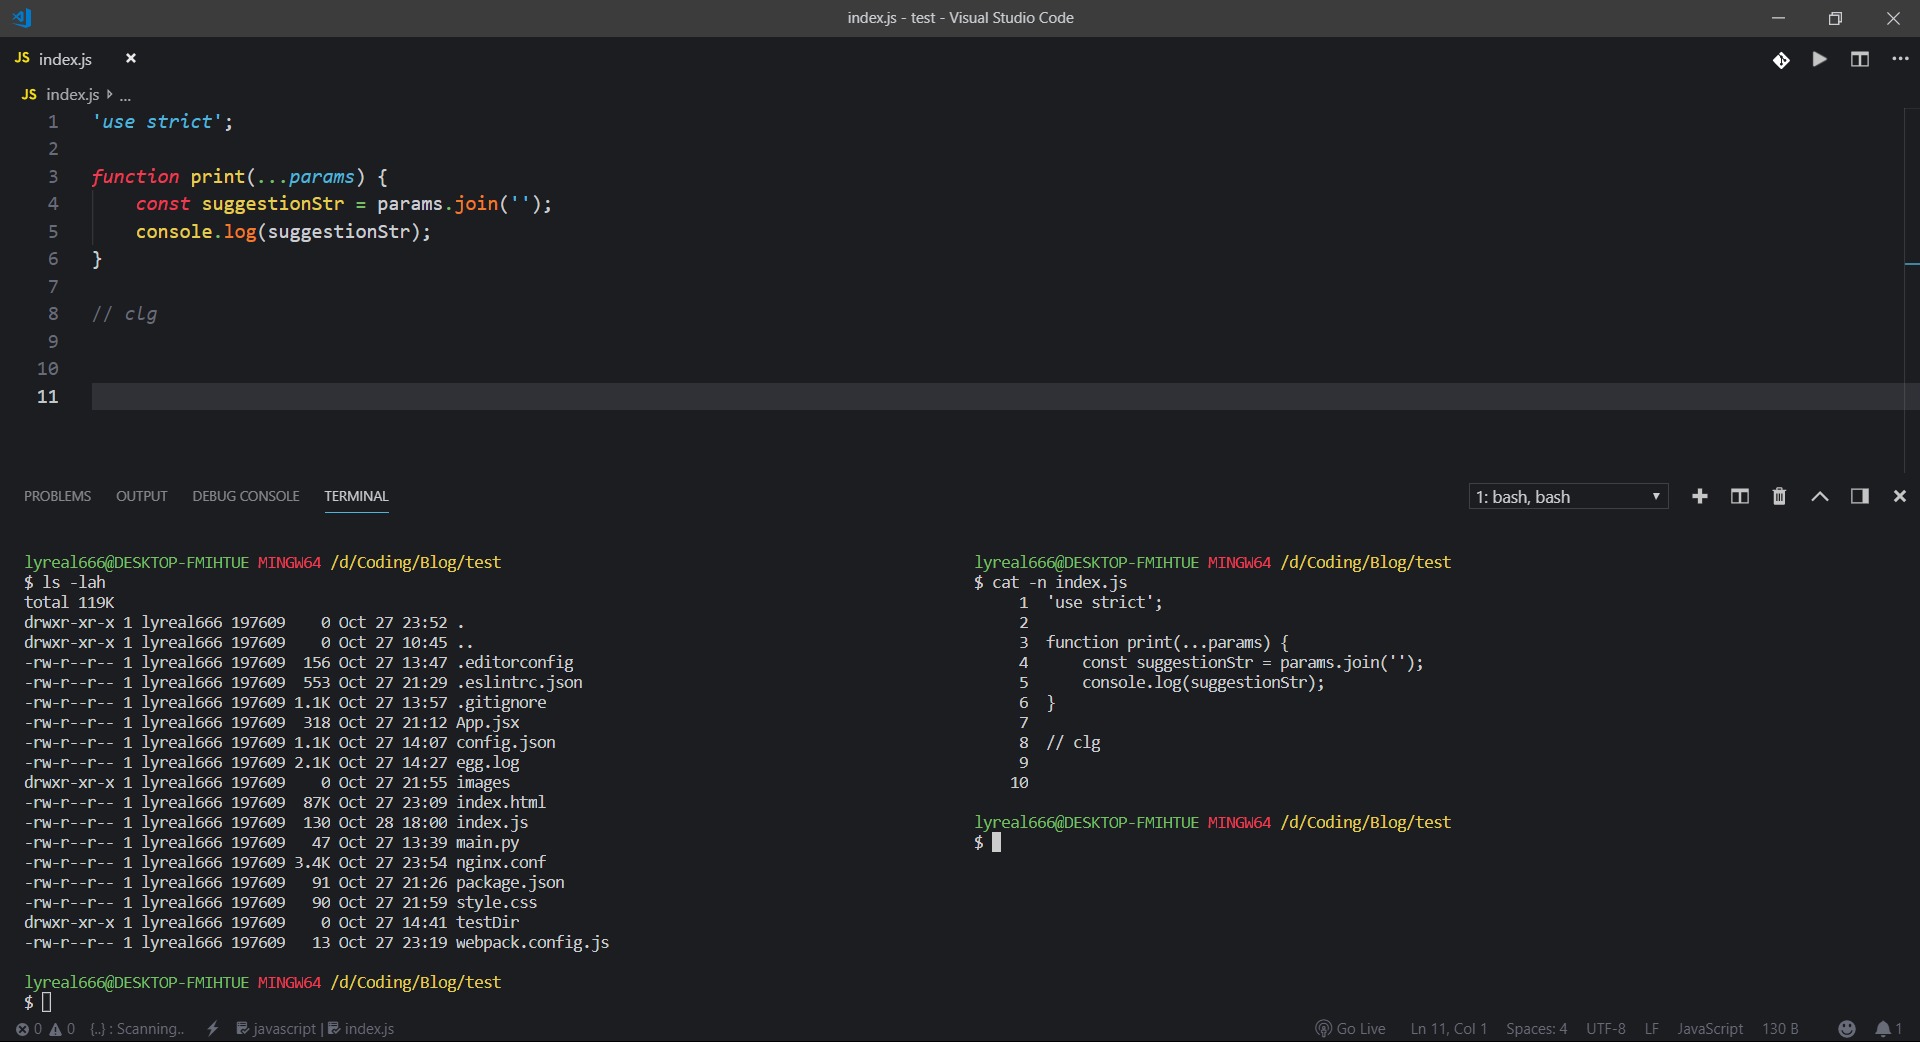 index.js - test - Visual Studio Code
JS index.js
JS index.js ...
1 'use strict';
2
3 function print(...params) {
4     const suggestionStr = params.join('');
5     console.log(suggestionStr);
6 }
7
8 // clg
9
10
11
PROBLEMS OUTPUT DEBUG CONSOLE TERMINAL 1: bash, bash
lyreal666@DESKTOP-FMIHTUE MINGW64 /d/Coding/Blog/test
$ ls -lah
total 119K
drwxr-xr-x 1 lyreal666 197609    0 Oct 27 23:52 .
drwxr-xr-x 1 lyreal666 197609    0 Oct 27 10:45 ..
-rw-r--r-- 1 lyreal666 197609  156 Oct 27 13:47 .editorconfig
-rw-r--r-- 1 lyreal666 197609  553 Oct 27 21:29 .eslintrc.json
-rw-r--r-- 1 lyreal666 197609 1.1K Oct 27 13:57 .gitignore
-rw-r--r-- 1 lyreal666 197609  318 Oct 27 21:12 App.jsx
-rw-r--r-- 1 lyreal666 197609 1.1K Oct 27 14:07 config.json
-rw-r--r-- 1 lyreal666 197609 2.1K Oct 27 14:27 egg.log
drwxr-xr-x 1 lyreal666 197609    0 Oct 27 21:55 images
-rw-r--r-- 1 lyreal666 197609  87K Oct 27 23:09 index.html
-rw-r--r-- 1 lyreal666 197609  130 Oct 28 18:00 index.js
-rw-r--r-- 1 lyreal666 197609   47 Oct 27 13:39 main.py
-rw-r--r-- 1 lyreal666 197609 3.4K Oct 27 23:54 nginx.conf
-rw-r--r-- 1 lyreal666 197609   91 Oct 27 21:26 package.json
-rw-r--r-- 1 lyreal666 197609   90 Oct 27 21:59 style.css
drwxr-xr-x 1 lyreal666 197609    0 Oct 27 14:41 testDir
-rw-r--r-- 1 lyreal666 197609   13 Oct 27 23:19 webpack.config.js
lyreal666@DESKTOP-FMIHTUE MINGW64 /d/Coding/Blog/test
$
lyreal666@DESKTOP-FMIHTUE MINGW64 /d/Coding/Blog/test
$ cat -n index.js
1 'use strict';
2
3 function print(...params) {
4     const suggestionStr = params.join('');
5     console.log(suggestionStr);
6 }
7
8 // clg
9
10
lyreal666@DESKTOP-FMIHTUE MINGW64 /d/Coding/Blog/test
$
0 0 {..} : Scanning.. javascript | index.js Go Live Ln 11, Col 1 Spaces: 4 UTF-8 LF JavaScript 130 B 1